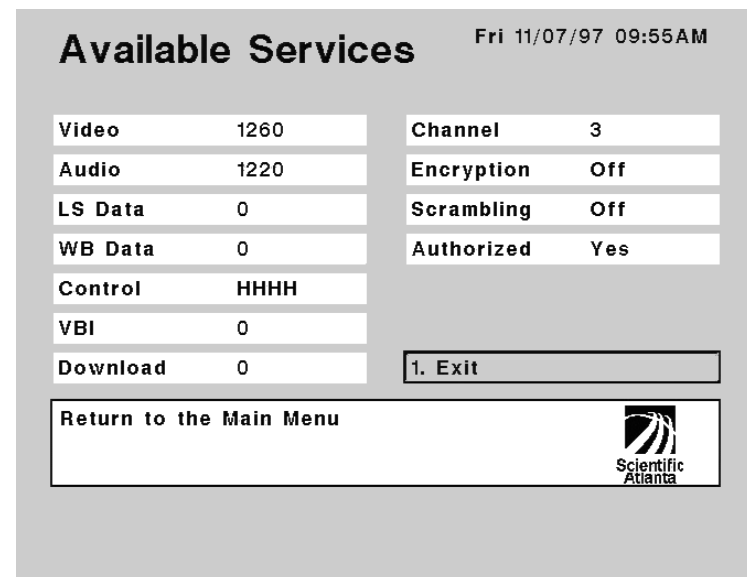 Available Services
Fri 11/07/97 09:55AM
Video 1260
Audio 1220
LS Data 0
WB Data 0
Control HHHH
VBI 0
Download 0
Channel 3
Encryption Off
Scrambling Off
Authorized Yes
1. Exit
Return to the Main Menu
Scientific
Atlanta